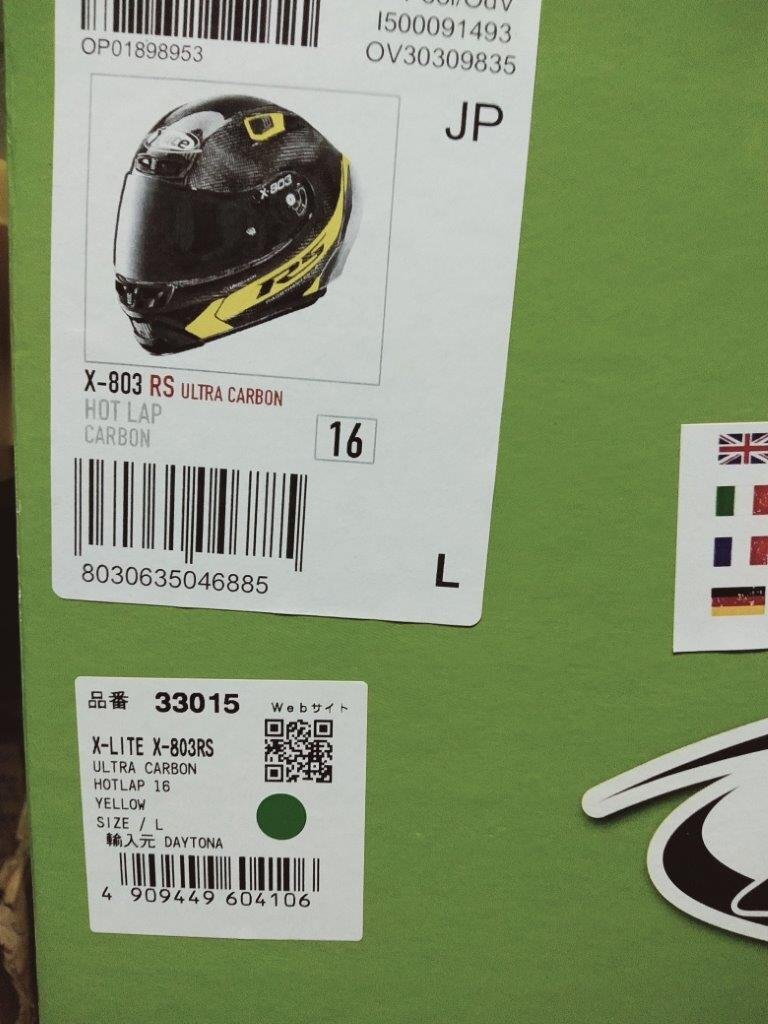 I500091493
OP01898953
OV30309835
JP
X-803
RS
X-803 RS ULTRA CARBON
HOT LAP
CARBON
16
8030635046885
L
品番 33015
Webサイト
X-LITE X-803RS
ULTRA CARBON
HOTLAP 16
YELLOW
SIZE / L
輸入元 DAYTONA
4 909449 604106